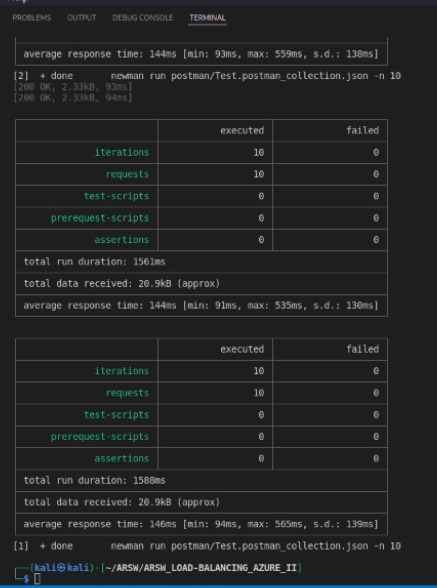 PROBLEMS OUTPUT DEBUG CONSOLE TERMINAL
average response time: 144ms [min: 93ms, max: 559ms, s.d.: 138ms]
[2] + done newman run postman/Test.postman_collection.json -n 10
[200 OK, 2.33kB, 93ms]
[200 OK, 2.33kB, 94ms]
executed failed
iterations 10 0
requests 10 0
test-scripts 0 0
prerequest-scripts 0 0
assertions 0 0
total run duration: 1561ms
total data received: 20.9kB (approx)
average response time: 144ms [min: 91ms, max: 535ms, s.d.: 130ms]
executed failed
iterations 10 0
requests 10 0
test-scripts 0 0
prerequest-scripts 0 0
assertions 0 0
total run duration: 1588ms
total data received: 20.9kB (approx)
average response time: 146ms [min: 94ms, max: 565ms, s.d.: 139ms]
[1] + done newman run postman/Test.postman_collection.json -n 10
(kali㉿kali)-[~/ARSW/ARSW_LOAD-BALANCING_AZURE_II]
$